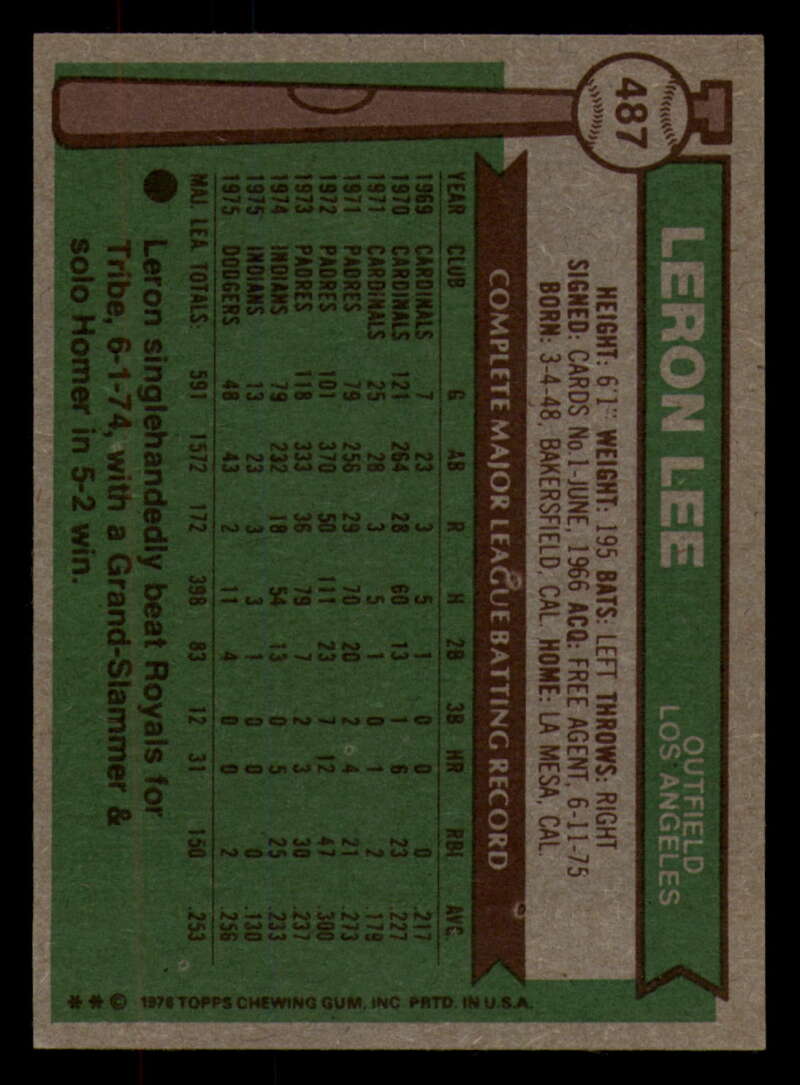 487
LERON LEE
OUTFIELD
LOS ANGELES
HEIGHT: 6'1" WEIGHT: 195 BATS: LEFT THROWS: RIGHT
SIGNED: CARDS No.1-JUNE, 1966 ACQ: FREE AGENT, 6-11-75
BORN: 3-4-48, BAKERSFIELD, CAL. HOME: LA MESA, CAL.
COMPLETE MAJOR LEAGUE BATTING RECORD
YEAR CLUB G AB R H 2B 3B HR RBI AVG.
1969 CARDINALS 7 23 3 5 1 0 0 0 .217
1970 CARDINALS 121 264 28 60 13 1 6 23 .227
1971 CARDINALS 25 28 3 5 1 0 1 2 .179
1971 PADRES 79 256 29 70 20 2 4 21 .273
1972 PADRES 101 370 50 111 23 7 12 47 .300
1973 PADRES 118 333 36 79 7 2 3 30 .237
1974 INDIANS 79 232 18 54 13 0 5 25 .233
1975 INDIANS 13 23 3 3 1 0 0 0 .130
1975 DODGERS 48 43 2 11 4 0 0 2 .256
MAJ. LEA. TOTALS. 591 1572 172 398 83 12 31 150 .253
Leron singlehandedly beat Royals for
Tribe, 6-1-74, with a Grand-Slammer &
solo Homer in 5-2 win.
* * © 1976 TOPPS CHEWING GUM, INC PRTD. IN U.S.A.